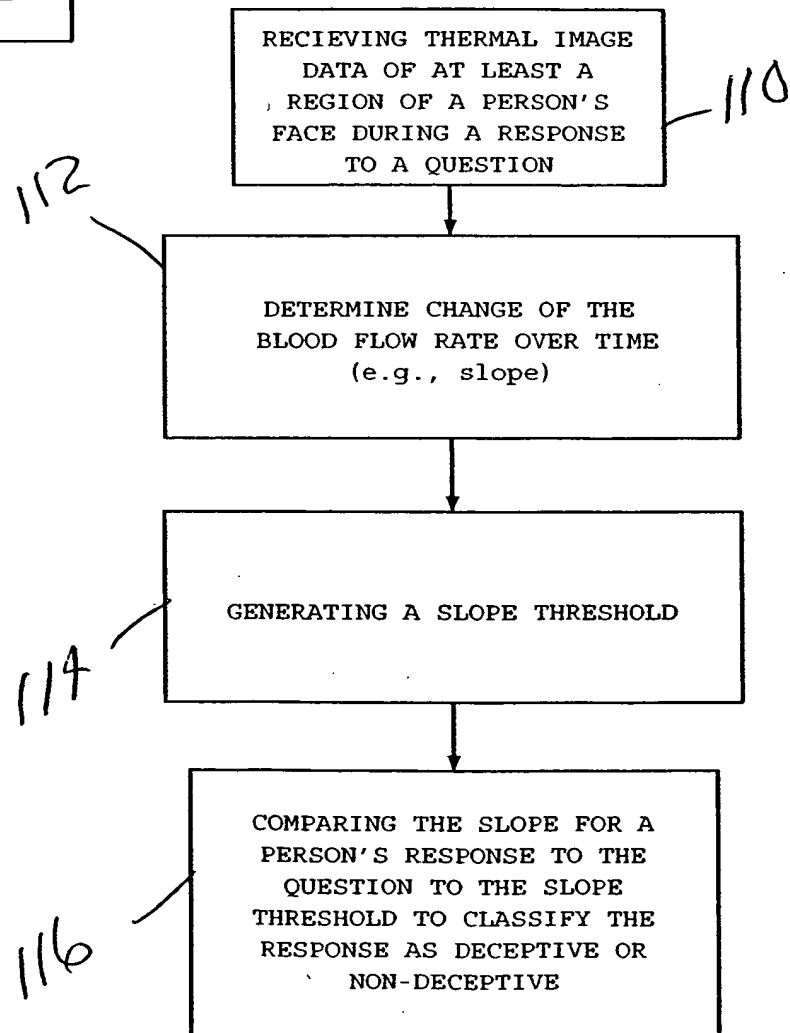 RECIEVING THERMAL IMAGE
DATA OF AT LEAST A
REGION OF A PERSON'S
FACE DURING A RESPONSE
TO A QUESTION
110
112
DETERMINE CHANGE OF THE
BLOOD FLOW RATE OVER TIME
(e.g., slope)
GENERATING A SLOPE THRESHOLD
114
COMPARING THE SLOPE FOR A
PERSON'S RESPONSE TO THE
QUESTION TO THE SLOPE
THRESHOLD TO CLASSIFY THE
RESPONSE AS DECEPTIVE OR
NON-DECEPTIVE
116